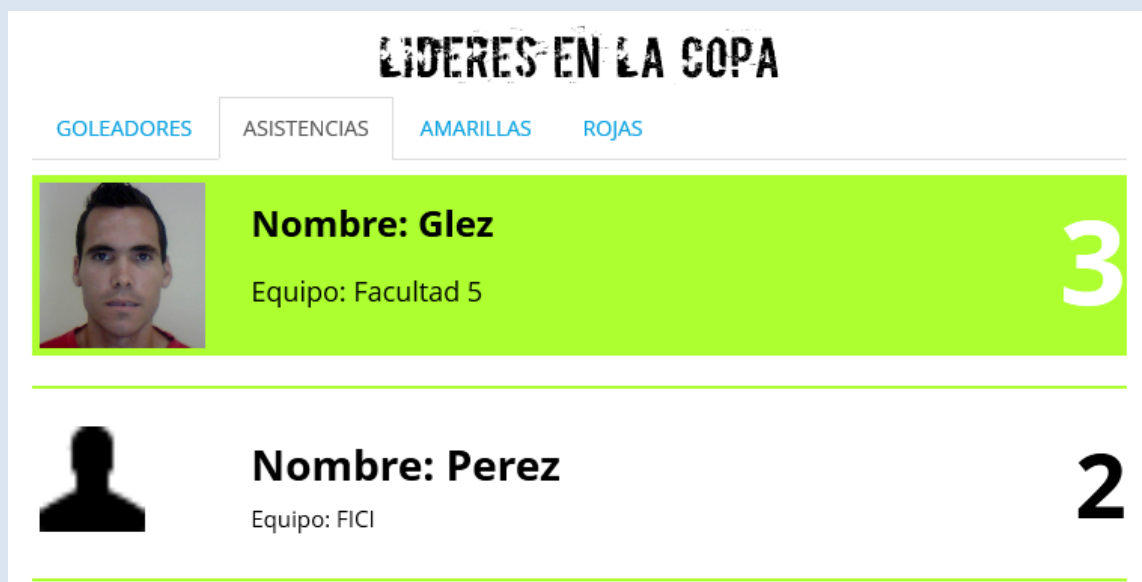 LIDERES EN LA COPA
GOLEADORES ASISTENCIAS AMARILLAS ROJAS
Nombre: Glez
Equipo: Facultad 5
3
Nombre: Perez
Equipo: FICI
2